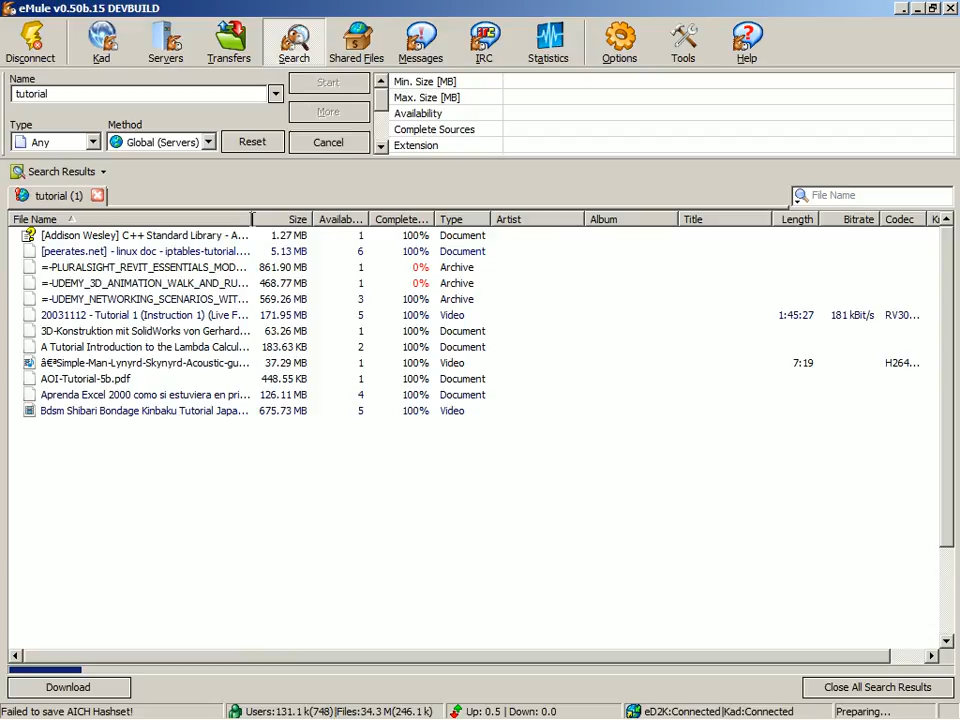 eMule v0.50b.15 DEVBUILD
Disconnect Kad Servers Transfers Search Shared Files Messages IRC Statistics Options Tools Help
Name
tutorial
Start
More
Type Method
Any Global (Servers) Reset Cancel
Min. Size [MB]
Max. Size [MB]
Availability
Complete Sources
Extension
Search Results
tutorial (1)
File Name
File Name Size Availab... Complete... Type Artist Album Title Length Bitrate Codec
[Addison Wesley] C++ Standard Library - A... 1.27 MB 1 100% Document
[peerates.net] - linux doc - iptables-tutorial.... 5.13 MB 6 100% Document
=-PLURALSIGHT_REVIT_ESSENTIALS_MOD... 861.90 MB 1 0% Archive
=-UDEMY_3D_ANIMATION_WALK_AND_RU... 468.77 MB 1 0% Archive
=-UDEMY_NETWORKING_SCENARIOS_WIT... 569.26 MB 3 100% Archive
20031112 - Tutorial 1 (Instruction 1) (Live F... 171.95 MB 5 100% Video 1:45:27 181 kBit/s RV30...
3D-Konstruktion mit SolidWorks von Gerhard... 63.26 MB 1 100% Document
A Tutorial Introduction to the Lambda Calcul... 183.63 KB 2 100% Document
â€ªSimple-Man-Lynyrd-Skynyrd-Acoustic-gu... 37.29 MB 1 100% Video 7:19 H264...
AOI-Tutorial-5b.pdf 448.55 KB 1 100% Document
Aprenda Excel 2000 como si estuviera en pri... 126.11 MB 4 100% Document
Bdsm Shibari Bondage Kinbaku Tutorial Japa... 675.73 MB 5 100% Video
Download Close All Search Results
Failed to save AICH Hashset! Users:131.1 k(748)|Files:34.3 M(246.1 k) Up: 0.5 | Down: 0.0 eD2K:Connected|Kad:Connected Preparing...